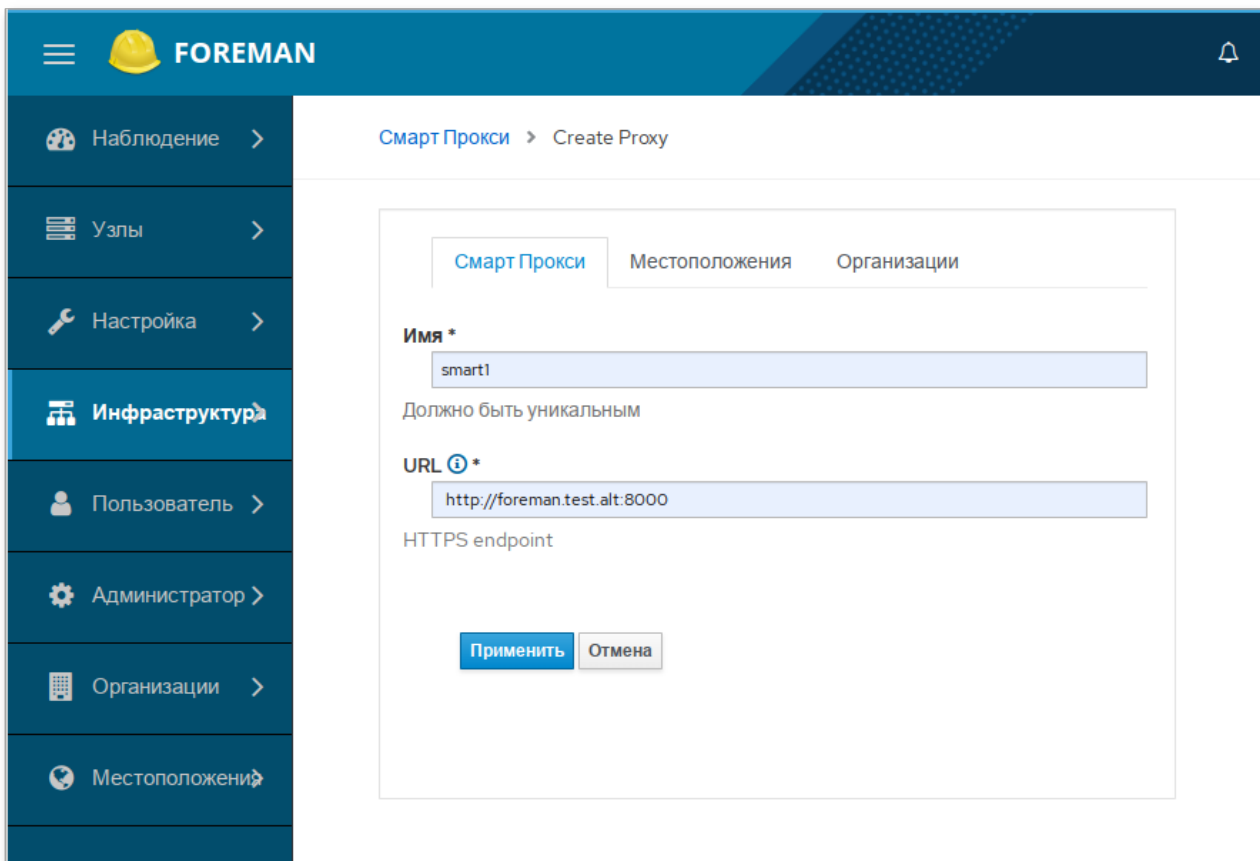 FOREMAN
Наблюдение
Узлы
Настройка
Инфраструктура
Пользователь
Администратор
Организации
Местоположения
Смарт Прокси > Create Proxy
Смарт Прокси Местоположения Организации
Имя *
smart1
Должно быть уникальным
URL *
http://foreman.test.alt:8000
HTTPS endpoint
Применить Отмена